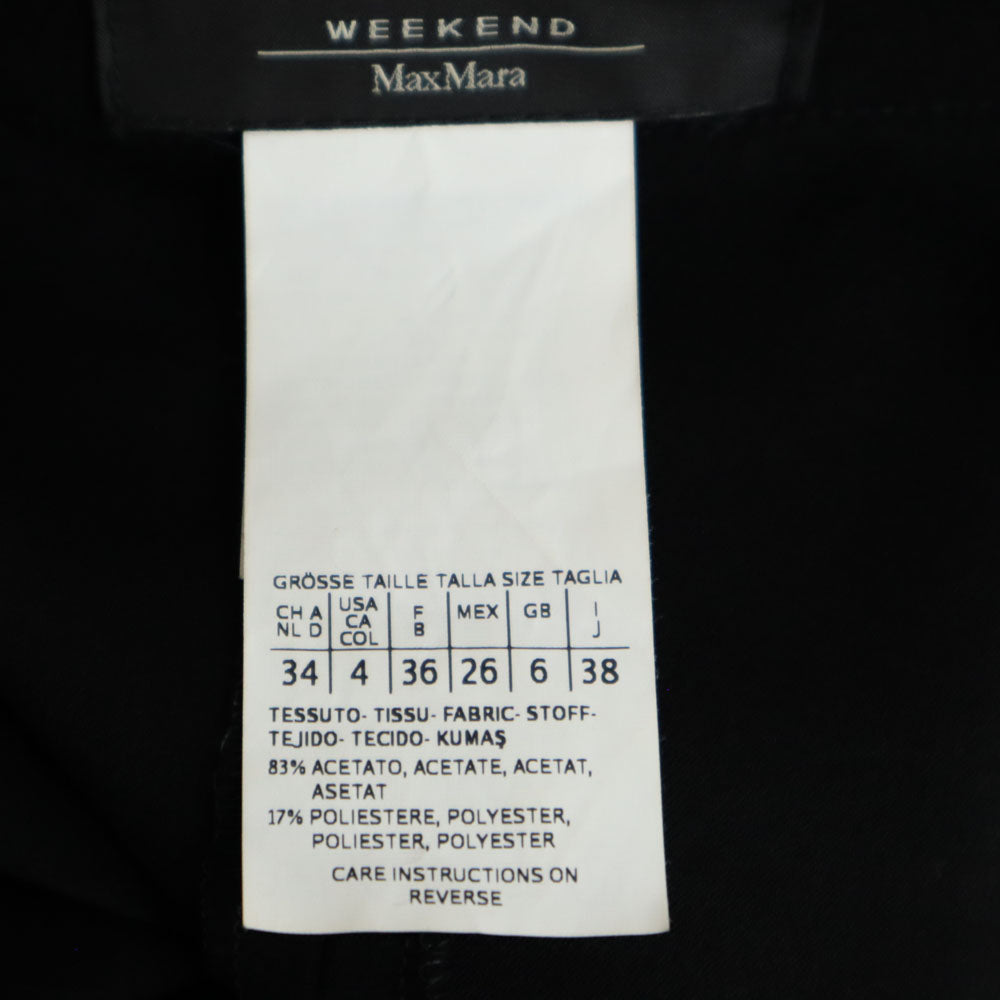 WEEKEND
MaxMara
GRÖSSE TAILLE TALLA SIZE TAGLIA
CH A NL D | USA CA COL | F B | MEX | GB | I J
34 | 4 | 36 | 26 | 6 | 38
TESSUTO- TISSU- FABRIC- STOFF-
TEJIDO- TECIDO- KUMAŞ
83% ACETATO, ACETATE, ACETAT,
ASETAT
17% POLIESTERE, POLYESTER,
POLIESTER, POLYESTER
CARE INSTRUCTIONS ON
REVERSE